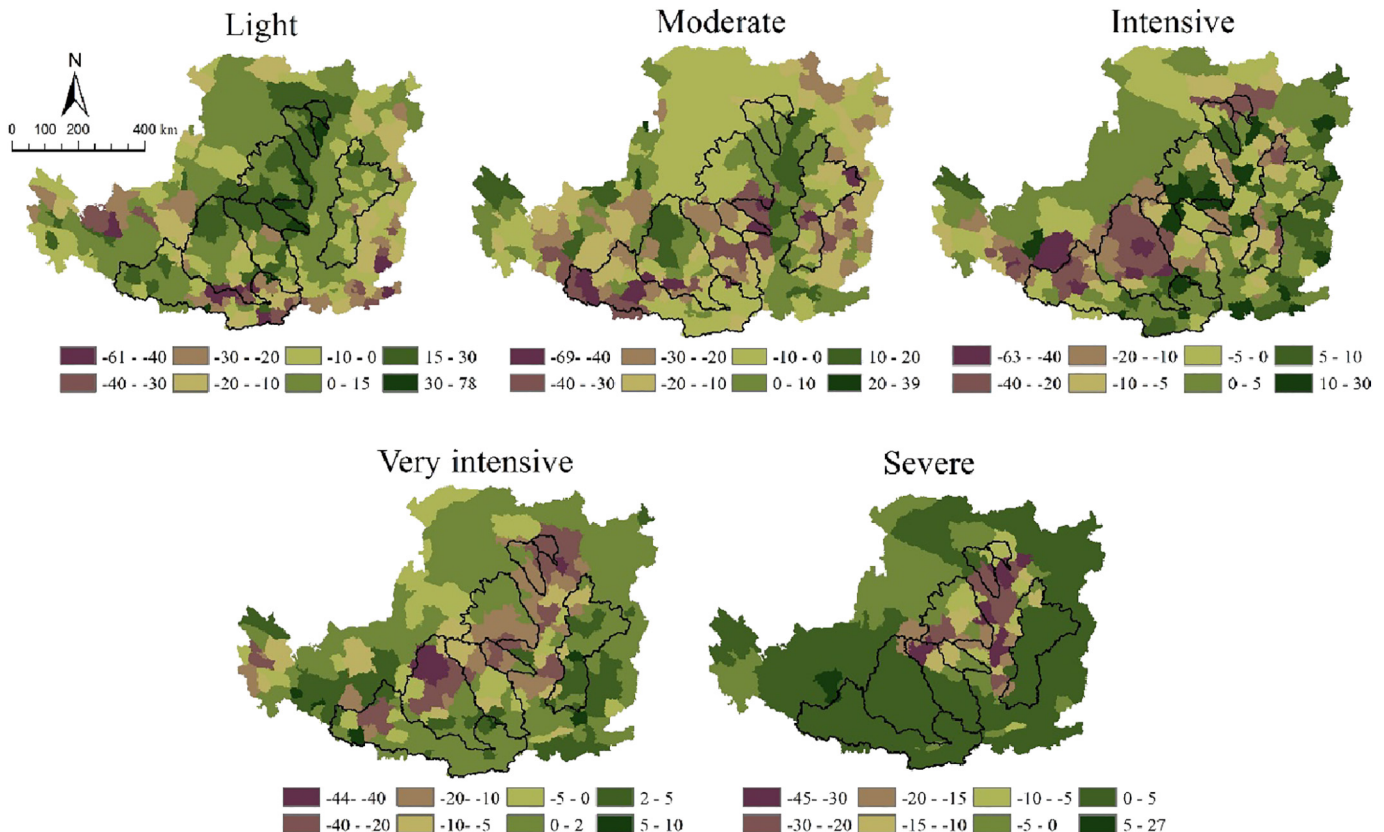 Light Moderate Intensive
N
0 100 200 400 km
-61 - -40 -30 - -20 -10 - 0 15 - 30
-40 - -30 -20 - -10 0 - 15 30 - 78
-69- -40 -30 - -20 -10 - 0 10 - 20
-40 - -30 -20 - -10 0 - 10 20 - 39
-63 - -40 -20 - -10 -5 - 0 5 - 10
-40 - -20 -10 - -5 0 - 5 10 - 30
Very intensive Severe
-44- -40 -20- -10 -5 - 0 2 - 5
-40 - -20 -10- -5 0 - 2 5 - 10
-45- -30 -20 - -15 -10 - -5 0 - 5
-30 - -20 -15 - -10 -5 - 0 5 - 27